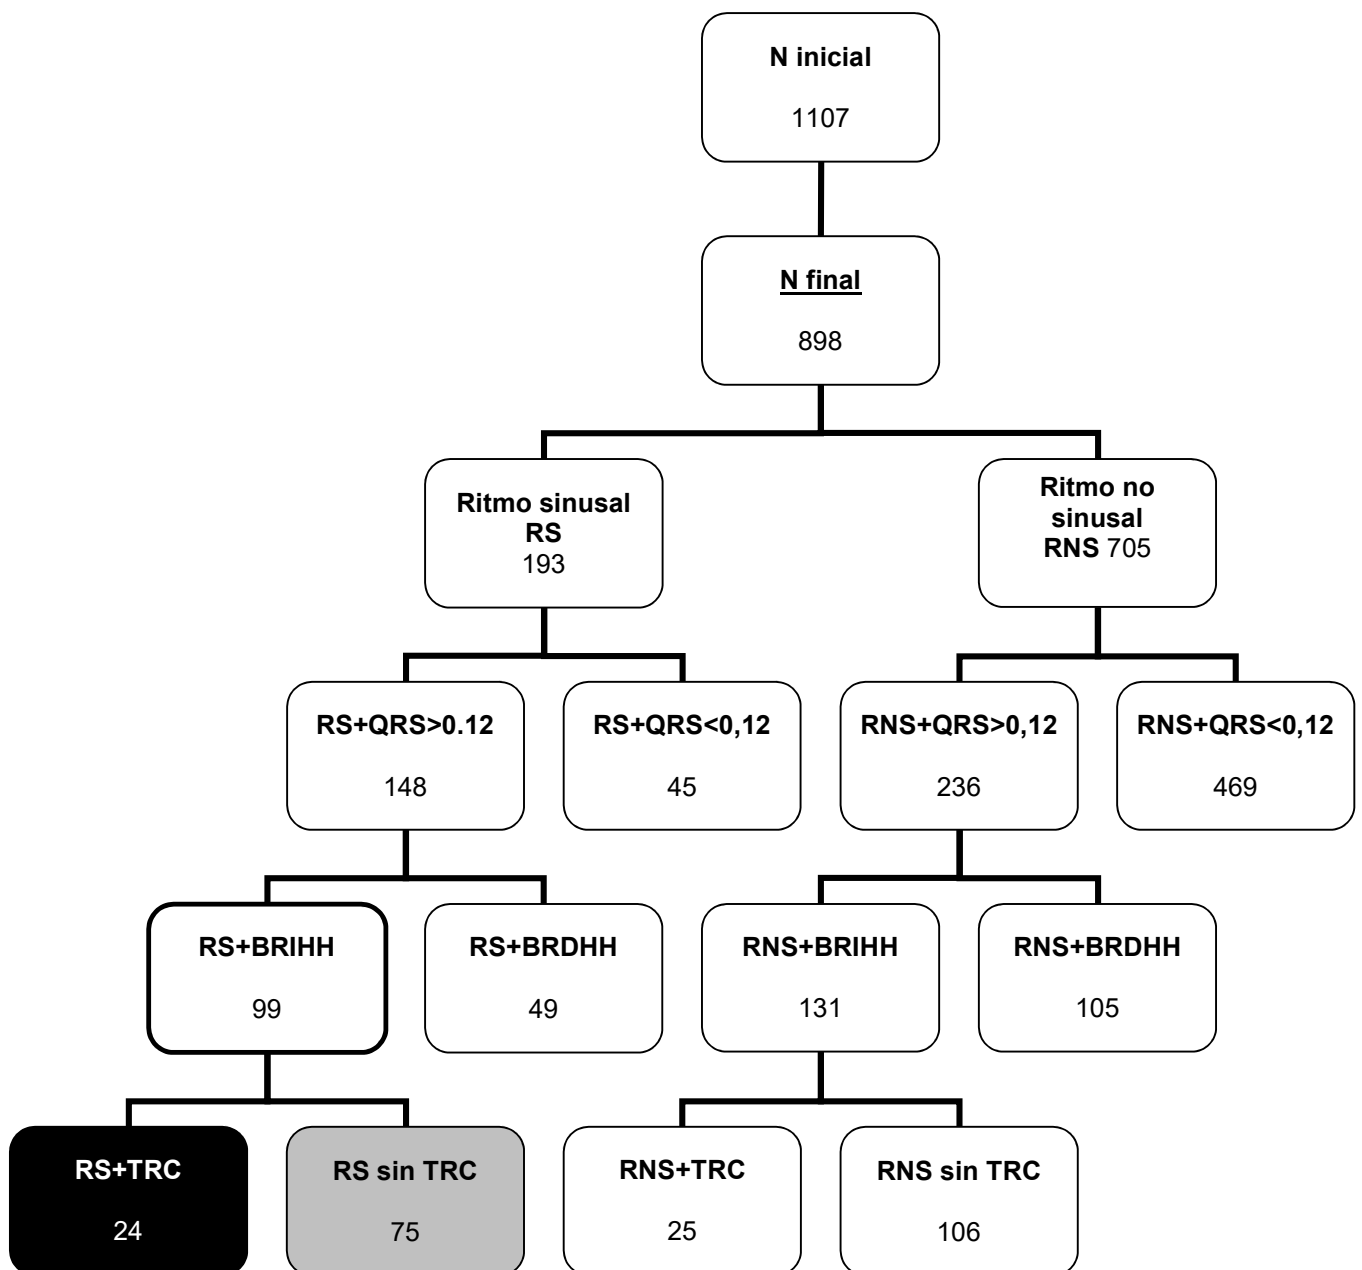 N inicial
1107
N final
898
Ritmo sinusal
RS
193
Ritmo no
sinusal
RNS 705
RS+QRS>0.12
148
RS+QRS<0,12
45
RNS+QRS>0,12
236
RNS+QRS<0,12
469
RS+BRIHH
99
RS+BRDHH
49
RNS+BRIHH
131
RNS+BRDHH
105
RS+TRC
24
RS sin TRC
75
RNS+TRC
25
RNS sin TRC
106